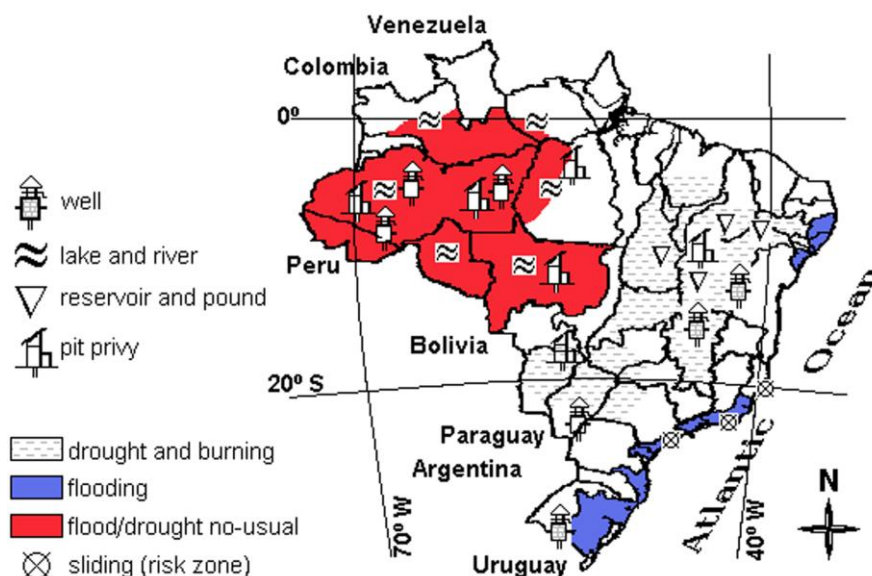 Venezuela
Colombia
0º
well
lake and river
Peru
reservoir and pound
pit privy
Bolivia
Ocean
20º S
Paraguay
Atlantic
drought and burning
Argentina
flooding
N
flood/drought no-usual
70º W
40º W
sliding (risk zone)
Uruguay